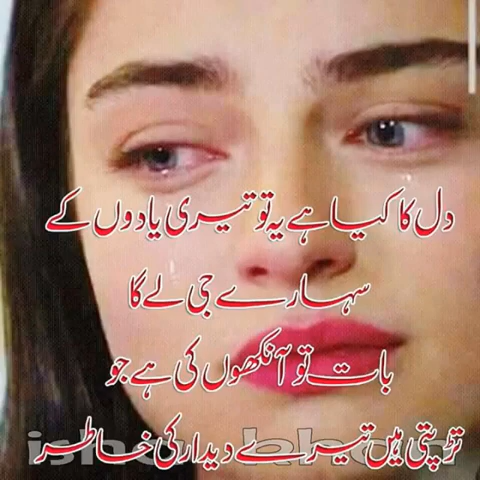 دل کا کیا ہے یہ تو تیری یادوں کے
سہارے جی لے گا
بات تو آنکھوں کی ہے جو
تڑپتی ہیں تیرے دیدار کی خاطر